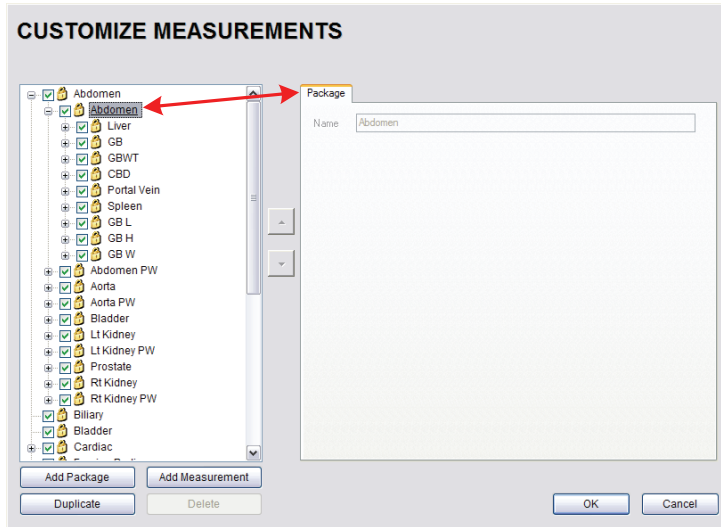 CUSTOMIZE MEASUREMENTS
Abdomen
Abdomen
Liver
GB
GBWT
CBD
Portal Vein
Spleen
GB L
GB H
GB W
Abdomen PW
Aorta
Aorta PW
Bladder
Lt Kidney
Lt Kidney PW
Prostate
Rt Kidney
Rt Kidney PW
Biliary
Bladder
Cardiac
Add Package
Add Measurement
Duplicate
Delete
Package
Name Abdomen
OK
Cancel